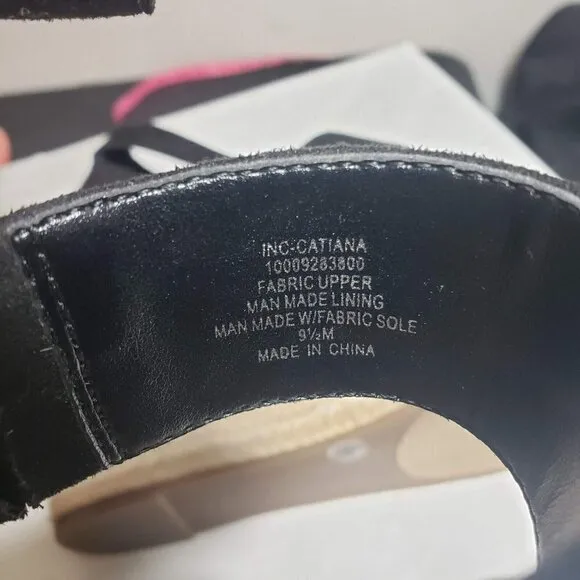 INC-CATIANA
10009283800
FABRIC UPPER
MAN MADE LINING
MAN MADE W/FABRIC SOLE
9½M
MADE IN CHINA